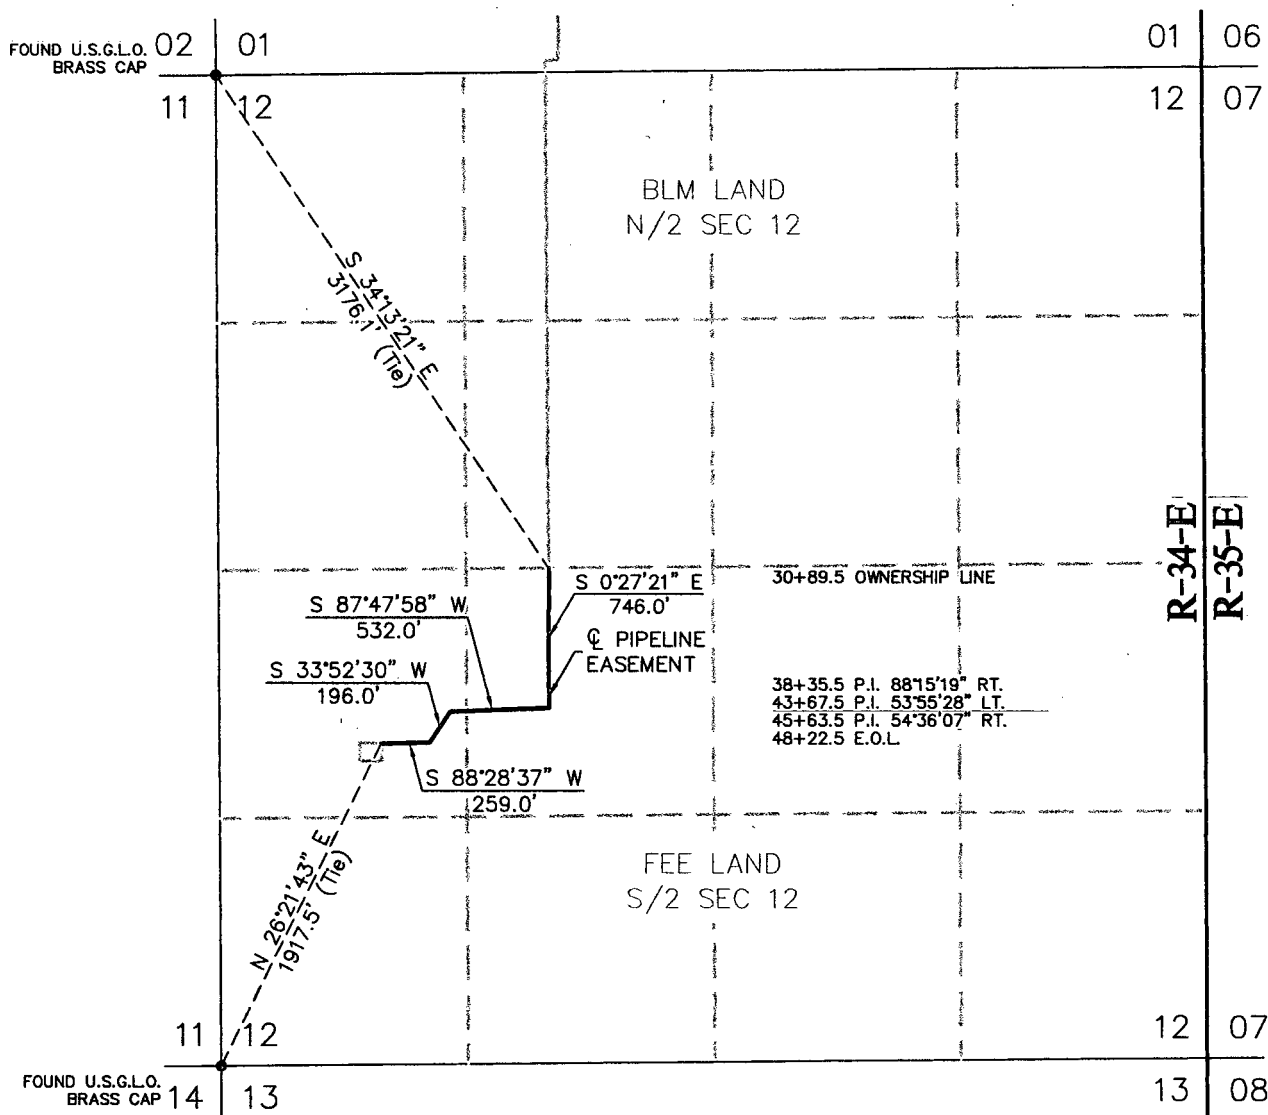 FOUND U.S.G.L.O.
BRASS CAP
02 01
11 12
01 06
12 07
BLM LAND
N/2 SEC 12
S 34°13'21" E
3176.1' (Tie)
R-34-E
R-35-E
30+89.5 OWNERSHIP LINE
S 0°27'21" E
746.0'
S 87°47'58" W
532.0'
℄ PIPELINE
EASEMENT
S 33°52'30" W
196.0'
38+35.5 P.I. 88°15'19" RT.
43+67.5 P.I. 53°55'28" LT.
45+63.5 P.I. 54°36'07" RT.
48+22.5 E.O.L.
S 88°28'37" W
259.0'
FEE LAND
S/2 SEC 12
N 26°21'43" E
1917.5' (Tie)
11 12
12 07
FOUND U.S.G.L.O.
BRASS CAP
14 13
13 08